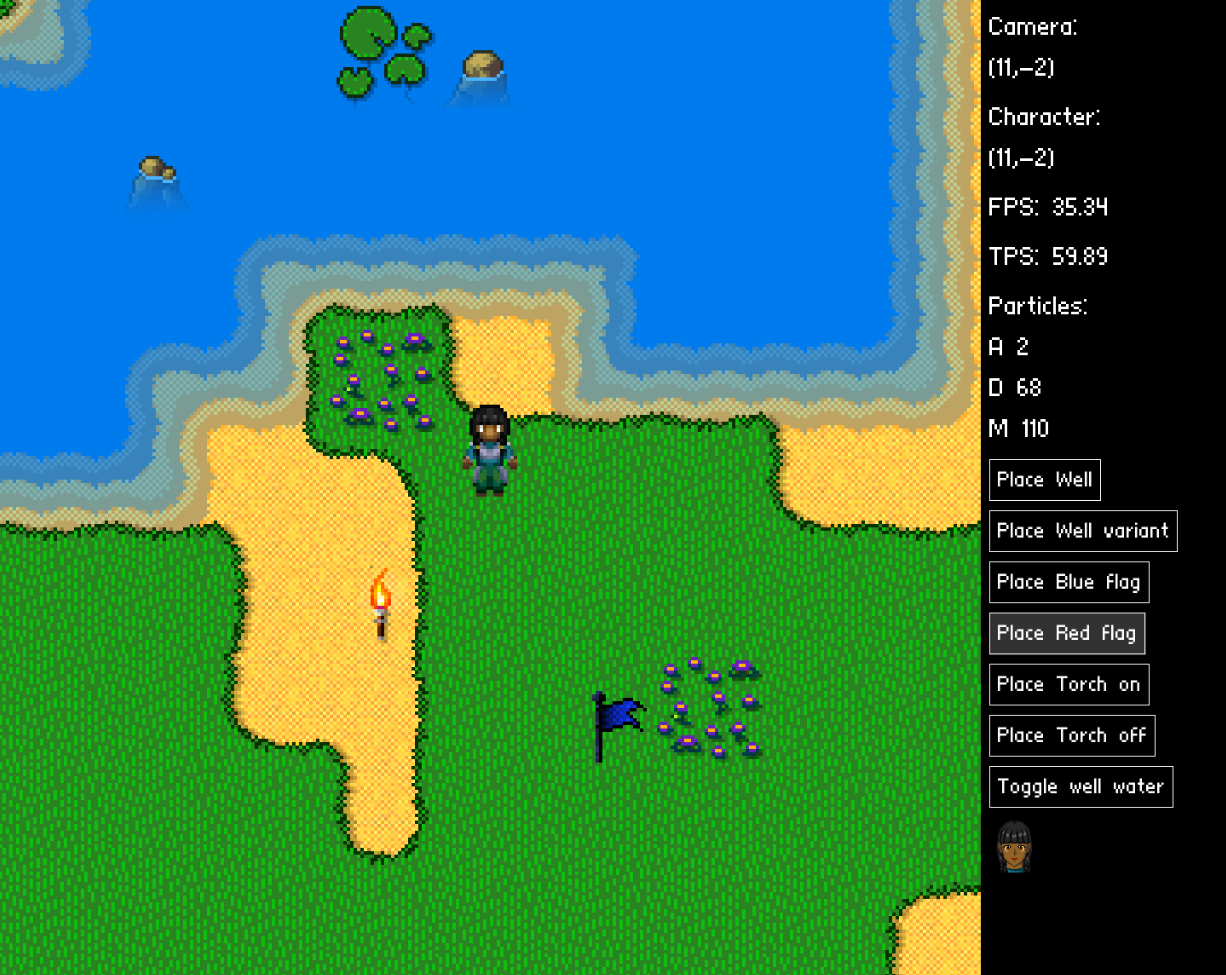 Camera:
(11,-2)
Character:
(11,-2)
FPS: 35.34
TPS: 59.89
Particles:
A 2
D 68
M 110
Place Well
Place Well variant
Place Blue flag
Place Red flag
Place Torch on
Place Torch off
Toggle well water